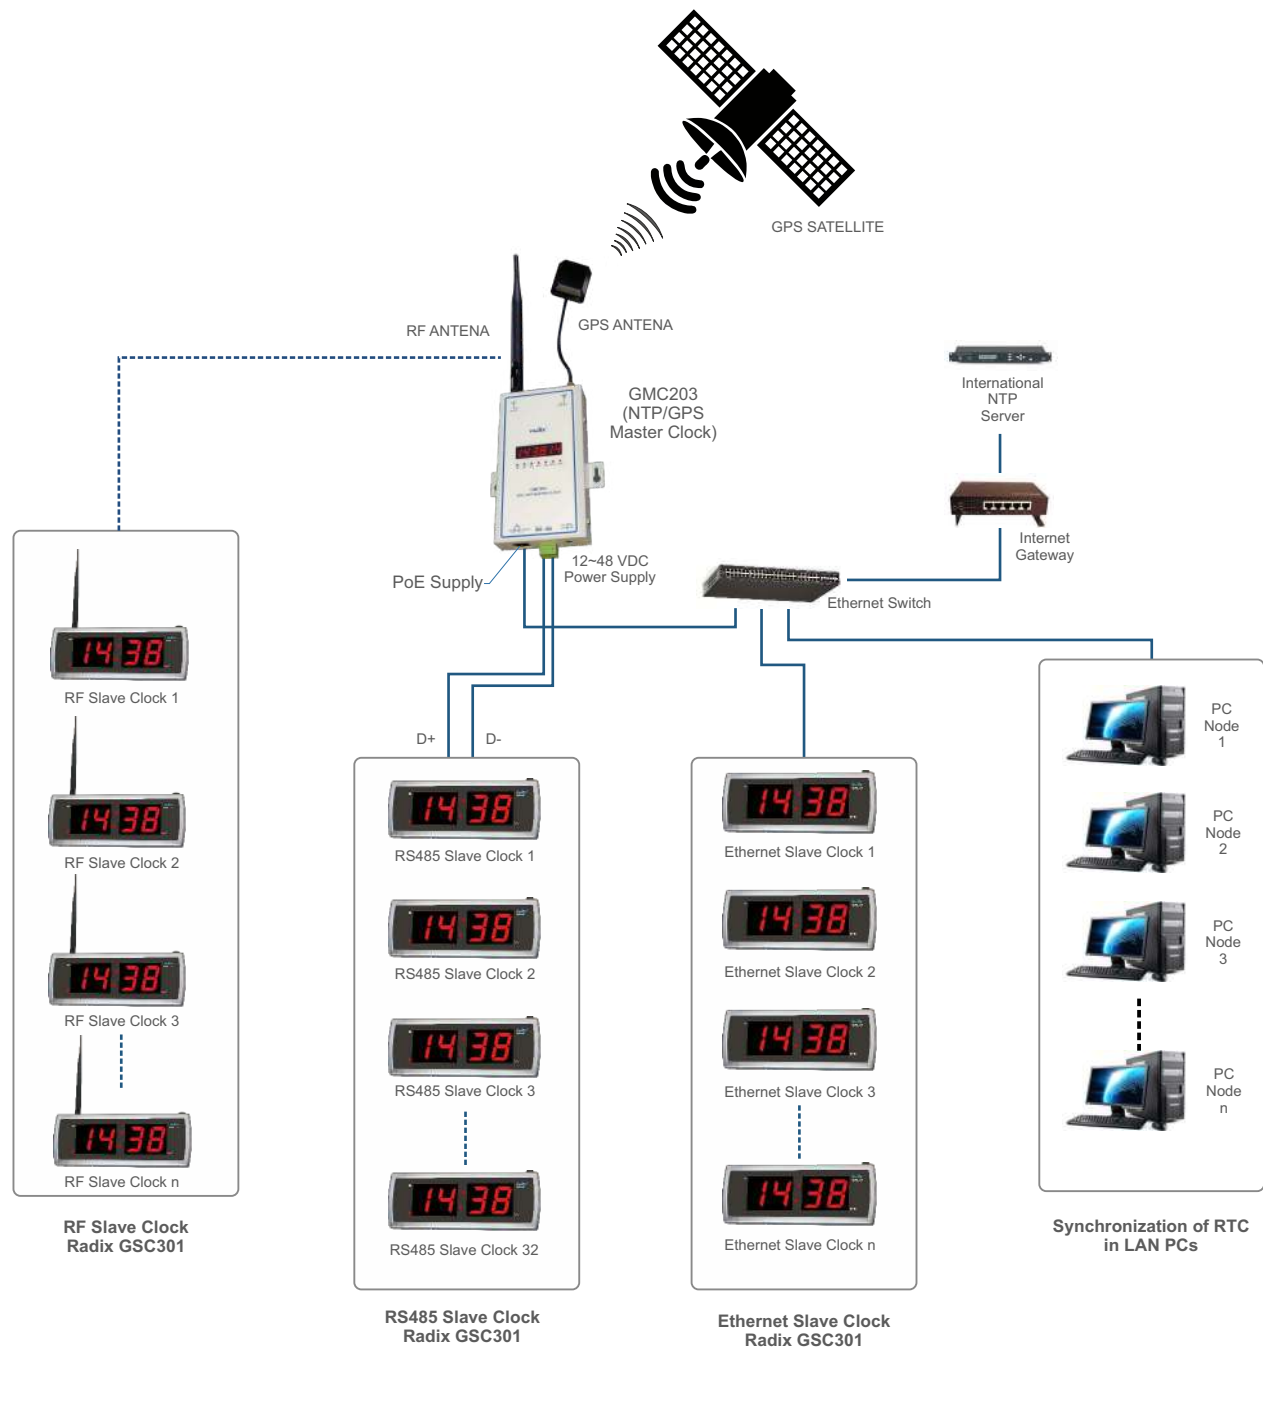 GPS SATELLITE
RF ANTENA
GPS ANTENA
GMC203
(NTP/GPS
Master Clock)
International
NTP
Server
Internet
Gateway
12~48 VDC
Power Supply
PoE Supply
Ethernet Switch
D+
D-
14 38
RF Slave Clock 1
14 38
RF Slave Clock 2
14 38
RF Slave Clock 3
14 38
RF Slave Clock n
RF Slave Clock
Radix GSC301
14 38
RS485 Slave Clock 1
14 38
RS485 Slave Clock 2
14 38
RS485 Slave Clock 3
14 38
RS485 Slave Clock 32
RS485 Slave Clock
Radix GSC301
14 38
Ethernet Slave Clock 1
14 38
Ethernet Slave Clock 2
14 38
Ethernet Slave Clock 3
14 38
Ethernet Slave Clock n
Ethernet Slave Clock
Radix GSC301
PC
Node
1
PC
Node
2
PC
Node
3
PC
Node
n
Synchronization of RTC
in LAN PCs